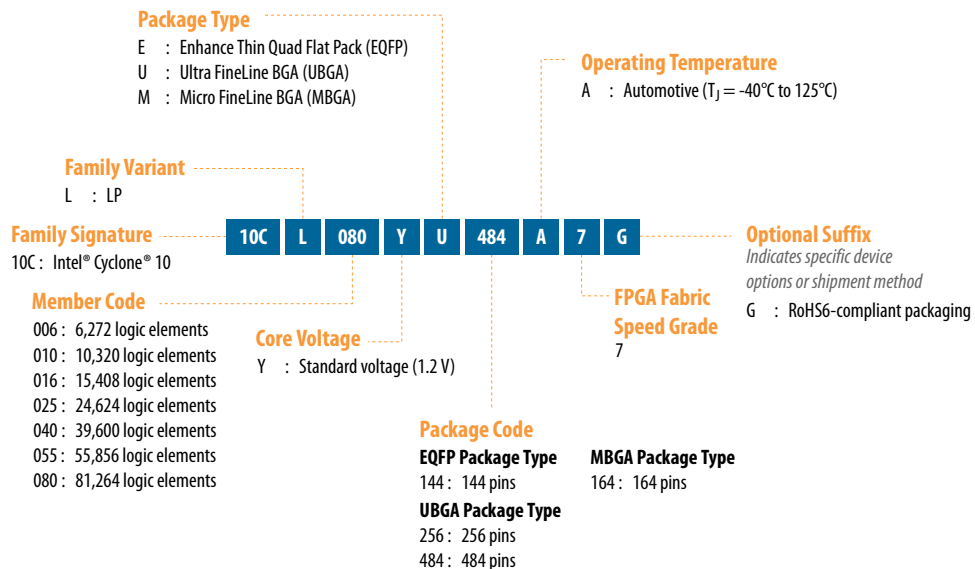 Package Type
E : Enhance Thin Quad Flat Pack (EQFP)
U : Ultra FineLine BGA (UBGA)
M : Micro FineLine BGA (MBGA)
Operating Temperature
A : Automotive (TJ = -40°C to 125°C)
Family Variant
L : LP
Family Signature
10C : Intel® Cyclone® 10
10C L 080 Y U 484 A 7 G
Optional Suffix
Indicates specific device
options or shipment method
G : RoHS6-compliant packaging
Member Code
006 : 6,272 logic elements
010 : 10,320 logic elements
016 : 15,408 logic elements
025 : 24,624 logic elements
040 : 39,600 logic elements
055 : 55,856 logic elements
080 : 81,264 logic elements
Core Voltage
Y : Standard voltage (1.2 V)
FPGA Fabric
Speed Grade
7
Package Code
EQFP Package Type
144 : 144 pins
UBGA Package Type
256 : 256 pins
484 : 484 pins
MBGA Package Type
164 : 164 pins